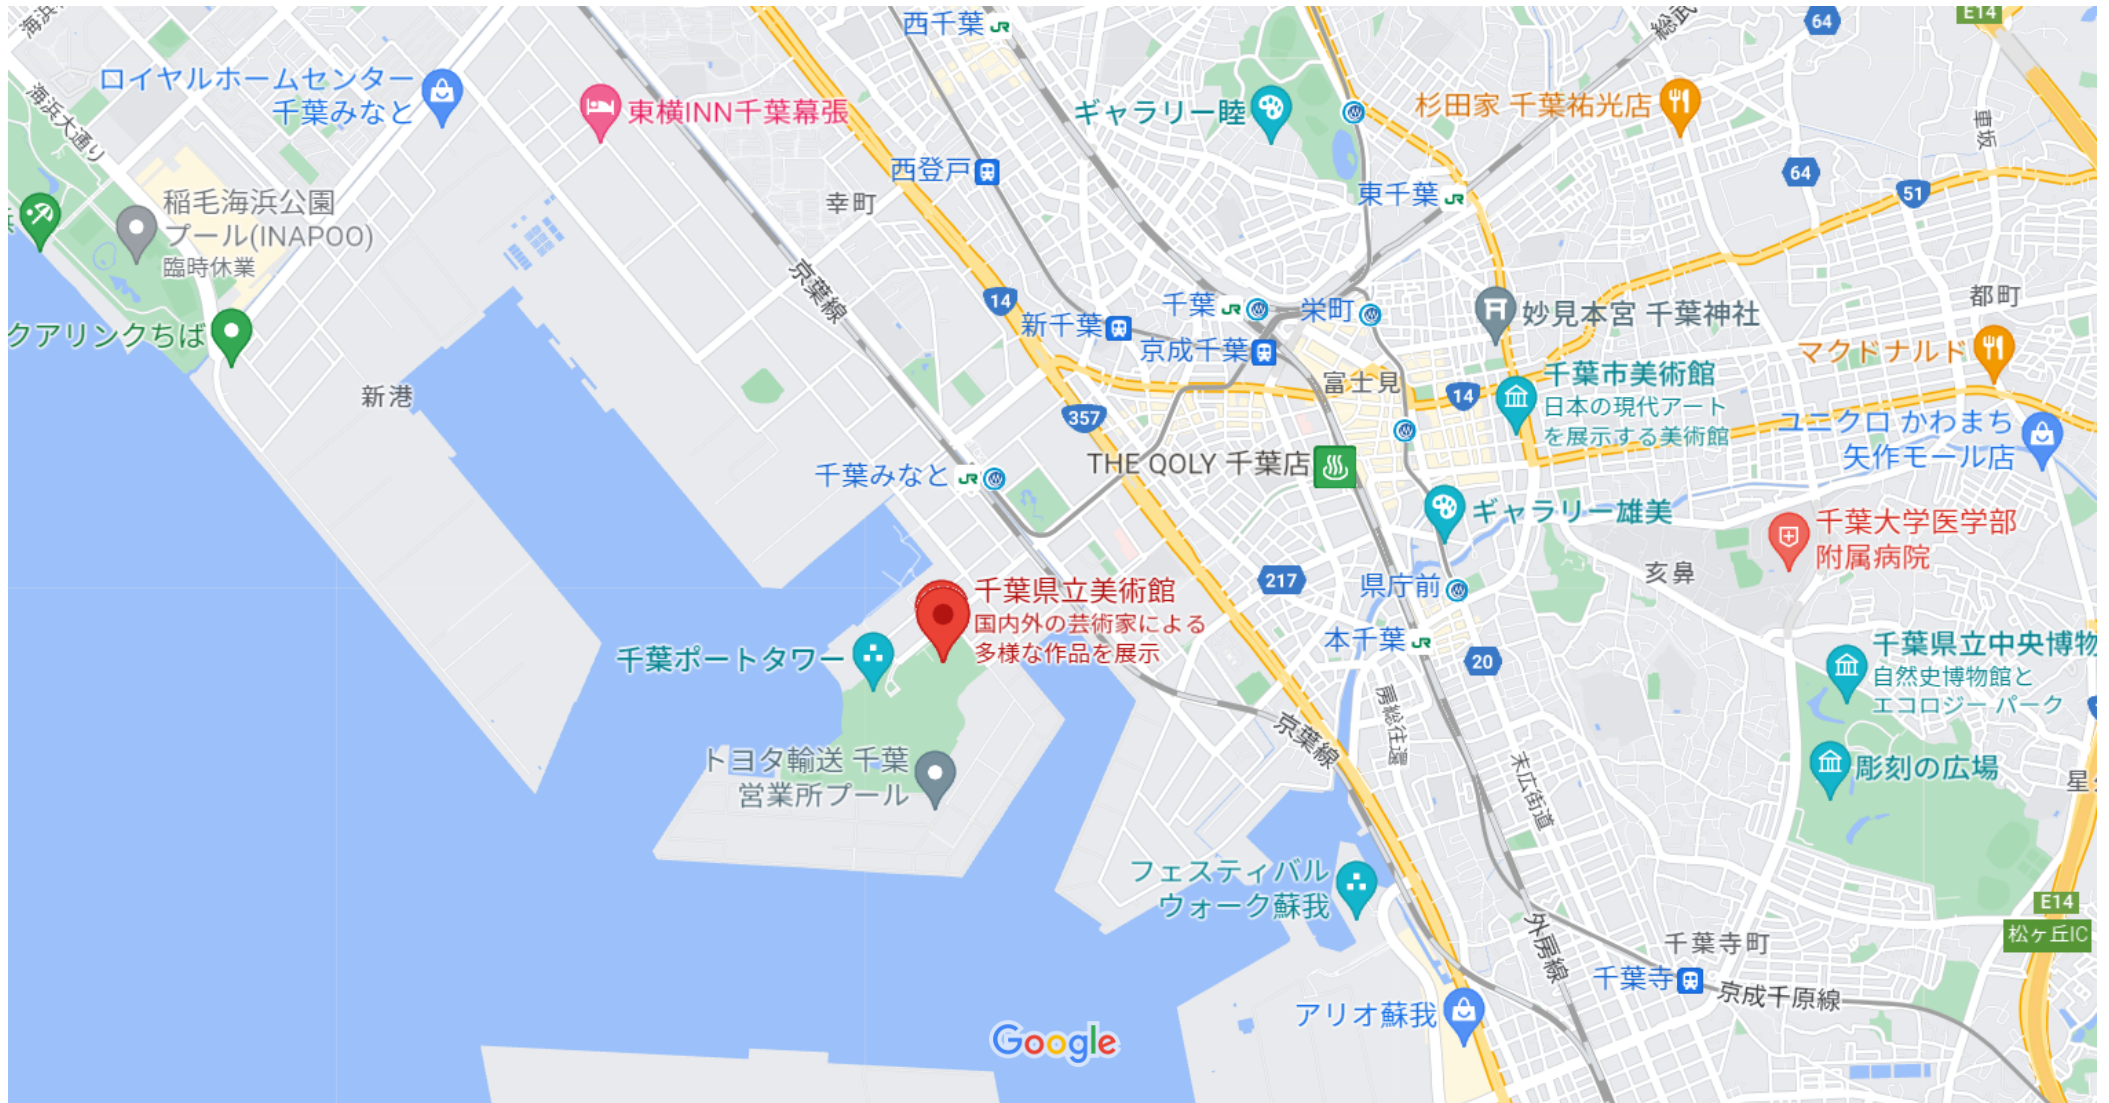 海浜
西千葉
総武
64
E14
ロイヤルホームセンター
千葉みなと
海浜大通り
東横INN千葉幕張
ギャラリー睦
杉田家 千葉祐光店
車坂
西登戸
64
51
稲毛海浜公園
プール(INAPOO)
臨時休業
幸町
東千葉
京葉線
14
千葉
栄町
妙見本宮 千葉神社
都町
クアリンクちば
新千葉
京成千葉
マクドナルド
新港
富士見
14
千葉市美術館
日本の現代アート
を展示する美術館
357
ユニクロ かわまち
矢作モール店
THE QOLY 千葉店
千葉みなと
ギャラリー雄美
千葉大学医学部
附属病院
亥鼻
217
県庁前
千葉県立美術館
国内外の芸術家による
多様な作品を展示
本千葉
20
千葉ポートタワー
千葉県立中央博物
自然史博物館と
エコロジー パーク
房総往還
京葉線
トヨタ輸送 千葉
営業所プール
末広街道
彫刻の広場
星久
フェスティバル
ウォーク蘇我
E14
松ヶ丘IC
外房線
千葉寺町
千葉寺
京成千原線
アリオ蘇我
Google